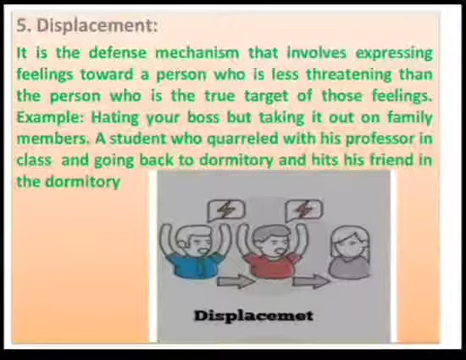 5. Displacement:
It is the defense mechanism that involves expressing
feelings toward a person who is less threatening than
the person who is the true target of those feelings.
Example: Hating your boss but taking it out on family
members. A student who quarreled with his professor in
class and going back to dormitory and hits his friend in
the dormitory
Displacemet